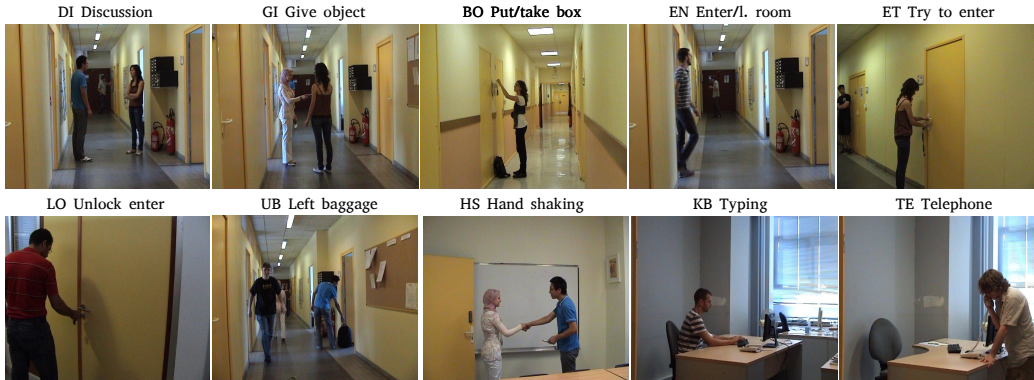 DI Discussion
GI Give object
BO Put/take box
EN Enter/l. room
ET Try to enter
LO Unlock enter
UB Left baggage
HS Hand shaking
KB Typing
TE Telephone